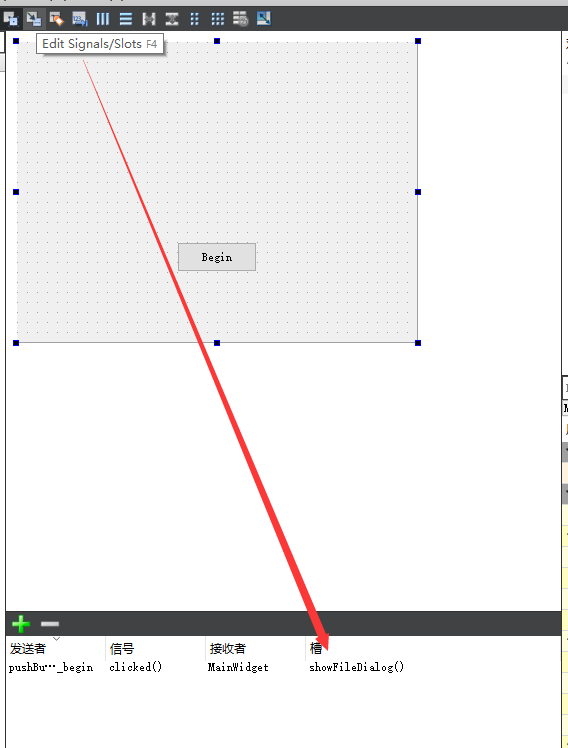 Edit Signals/Slots F4
Begin
发送者 信号 接收者 槽
pushBu…_begin clicked() MainWidget showFileDialog()